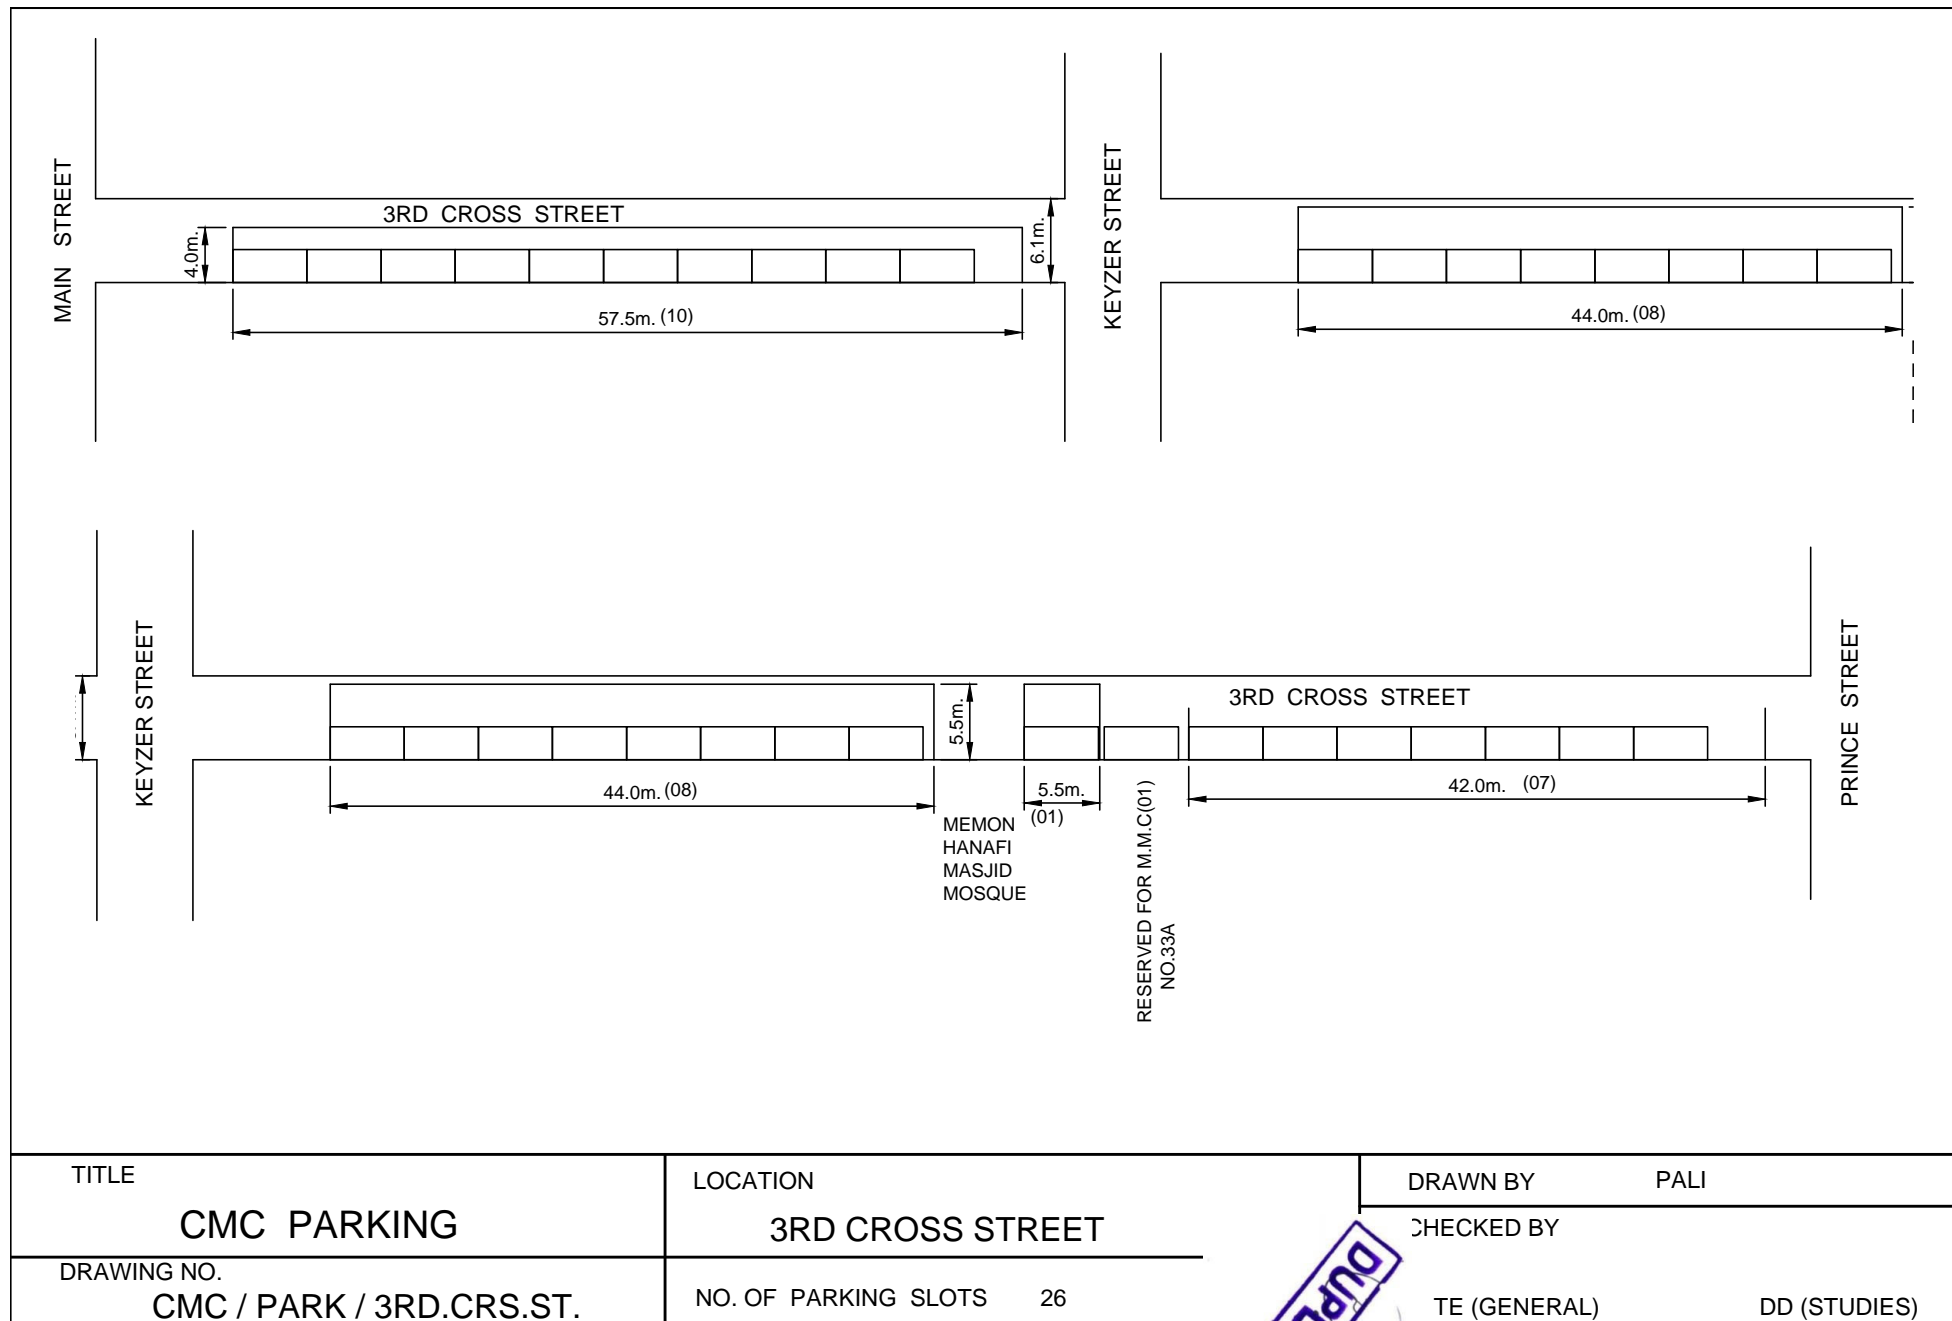 MAIN STREET
3RD CROSS STREET
4.0m.
6.1m.
57.5m. (10)
KEYZER STREET
44.0m. (08)
KEYZER STREET
44.0m. (08)
5.5m.
MEMON
HANAFI
MASJID
MOSQUE
5.5m.
(01)
RESERVED FOR M.M.C(01)
NO.33A
3RD CROSS STREET
42.0m. (07)
PRINCE STREET
TITLE
CMC PARKING
DRAWING NO.
CMC / PARK / 3RD.CRS.ST.
LOCATION
3RD CROSS STREET
NO. OF PARKING SLOTS 26
DRAWN BY PALI
CHECKED BY
TE (GENERAL) DD (STUDIES)